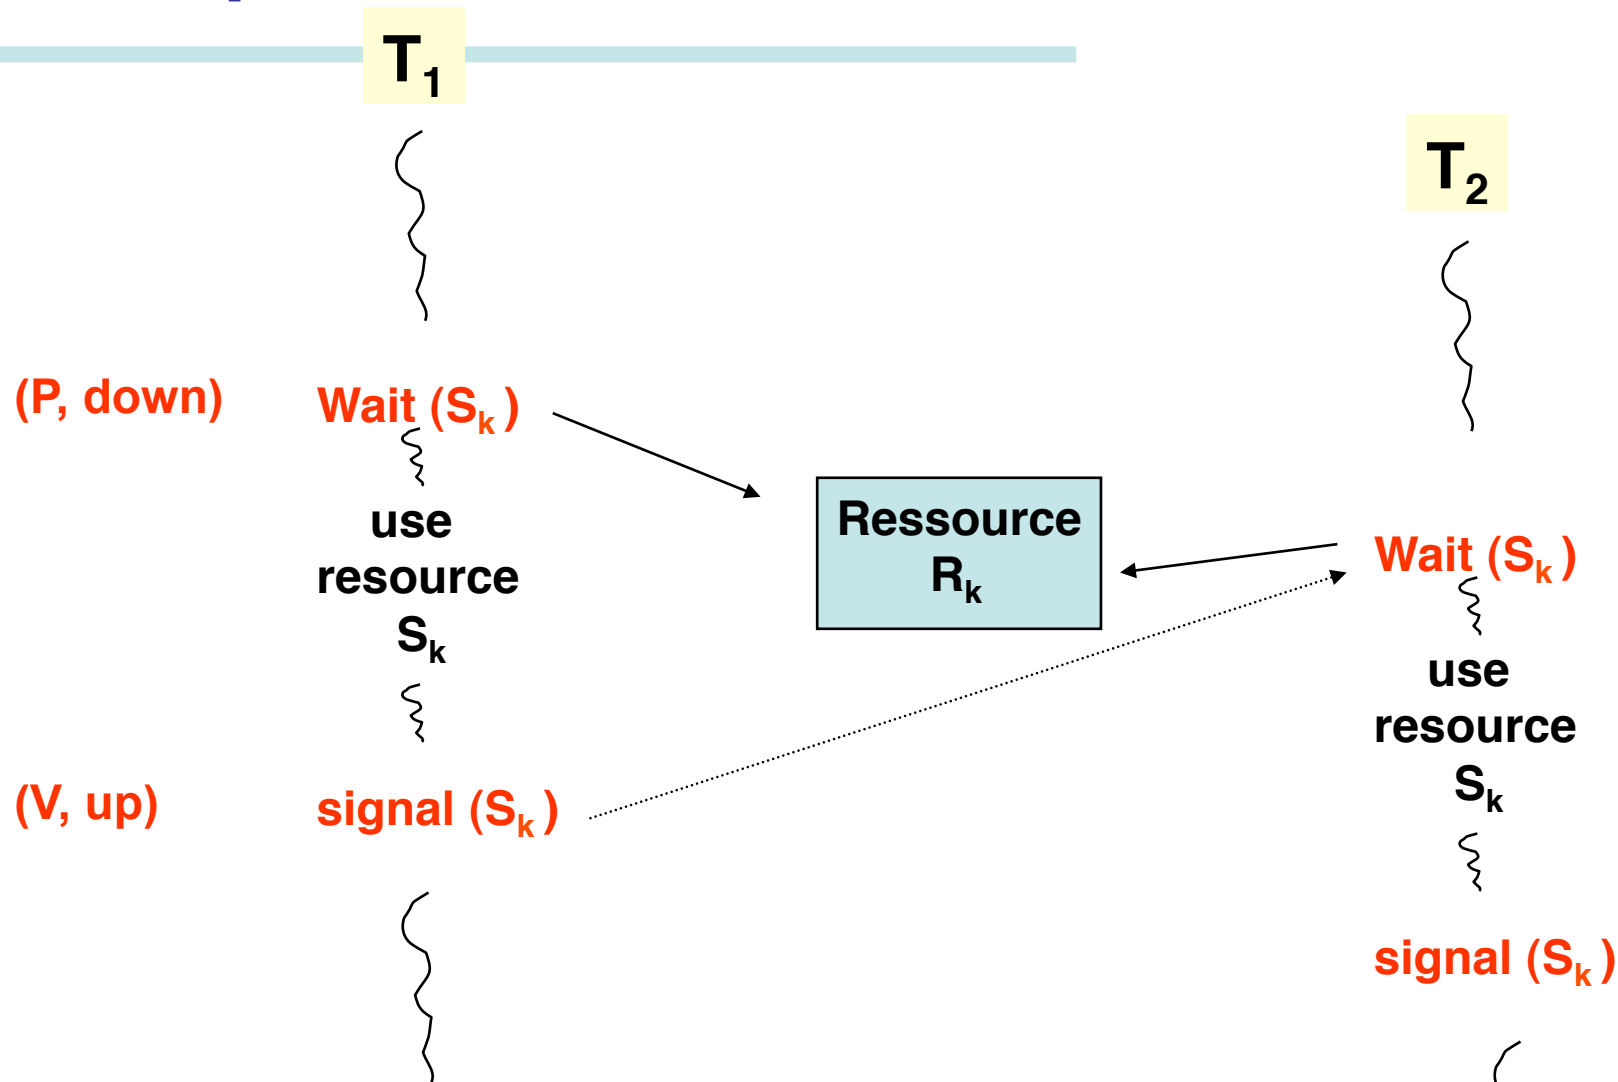 T1
T2
(P, down)
Wait (Sk )
use
resource
Sk
(V, up)
signal (Sk )
Ressource
Rk
Wait (Sk )
use
resource
Sk
signal (Sk )